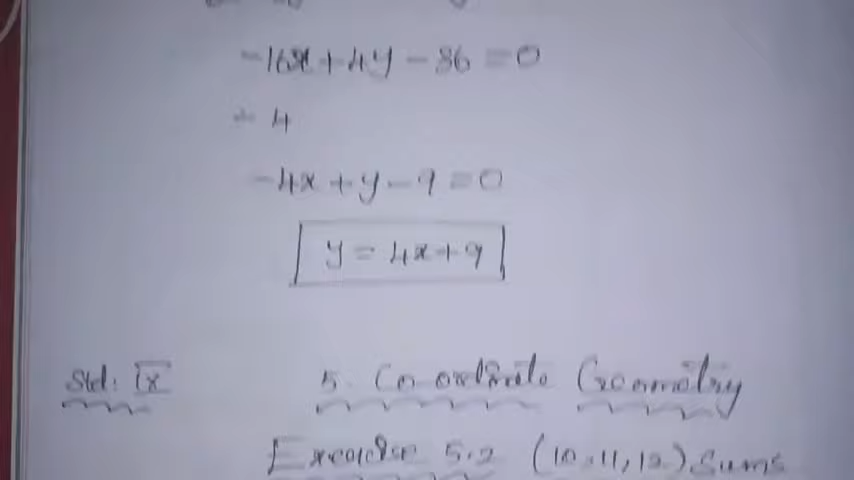 -16x + 4y - 36 = 0
÷ 4
-4x + y - 9 = 0
y = 4x + 9
Std: IX 5. Co-ordinate Geometry
Exercise 5.2 (10,11,12) Sums